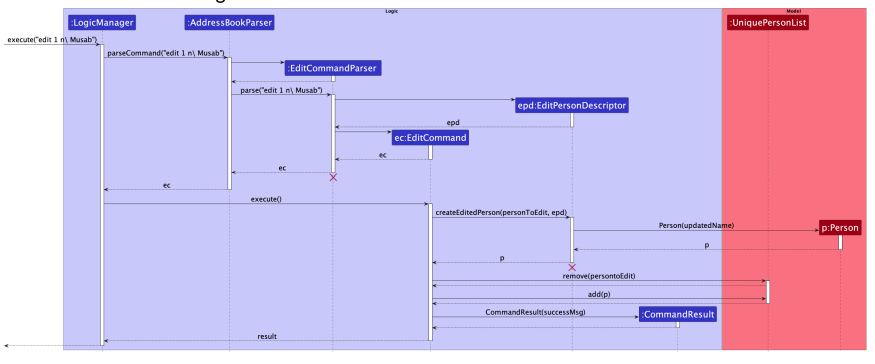 Logic
Model
:LogicManager
:AddressBookParser
:UniquePersonList
execute("edit 1 n\ Musab")
parseCommand("edit 1 n\ Musab")
:EditCommandParser
parse("edit 1 n\ Musab")
epd:EditPersonDescriptor
epd
ec:EditCommand
ec
ec
ec
execute()
createEditedPerson(personToEdit, epd)
Person(updatedName)
p:Person
p
p
remove(persontoEdit)
add(p)
CommandResult(successMsg)
:CommandResult
result